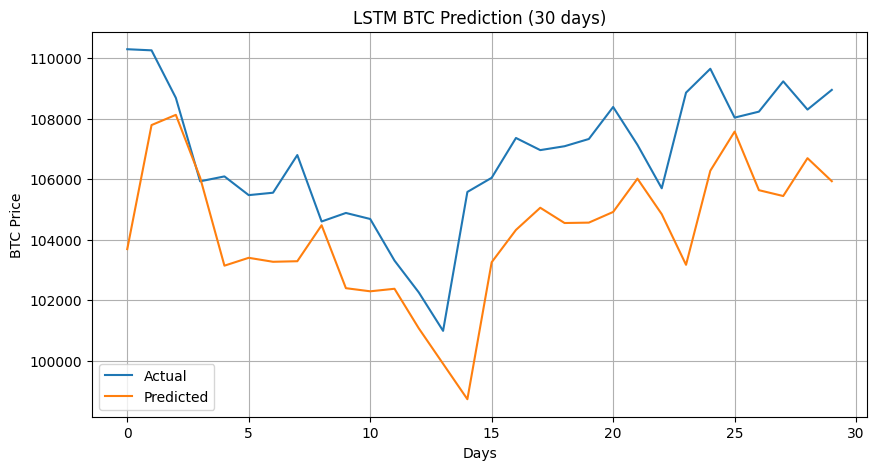 LSTM BTC Prediction (30 days)
110000
108000
106000
104000
102000
100000
BTC Price
Actual
Predicted
0 5 10 15 20 25 30
Days